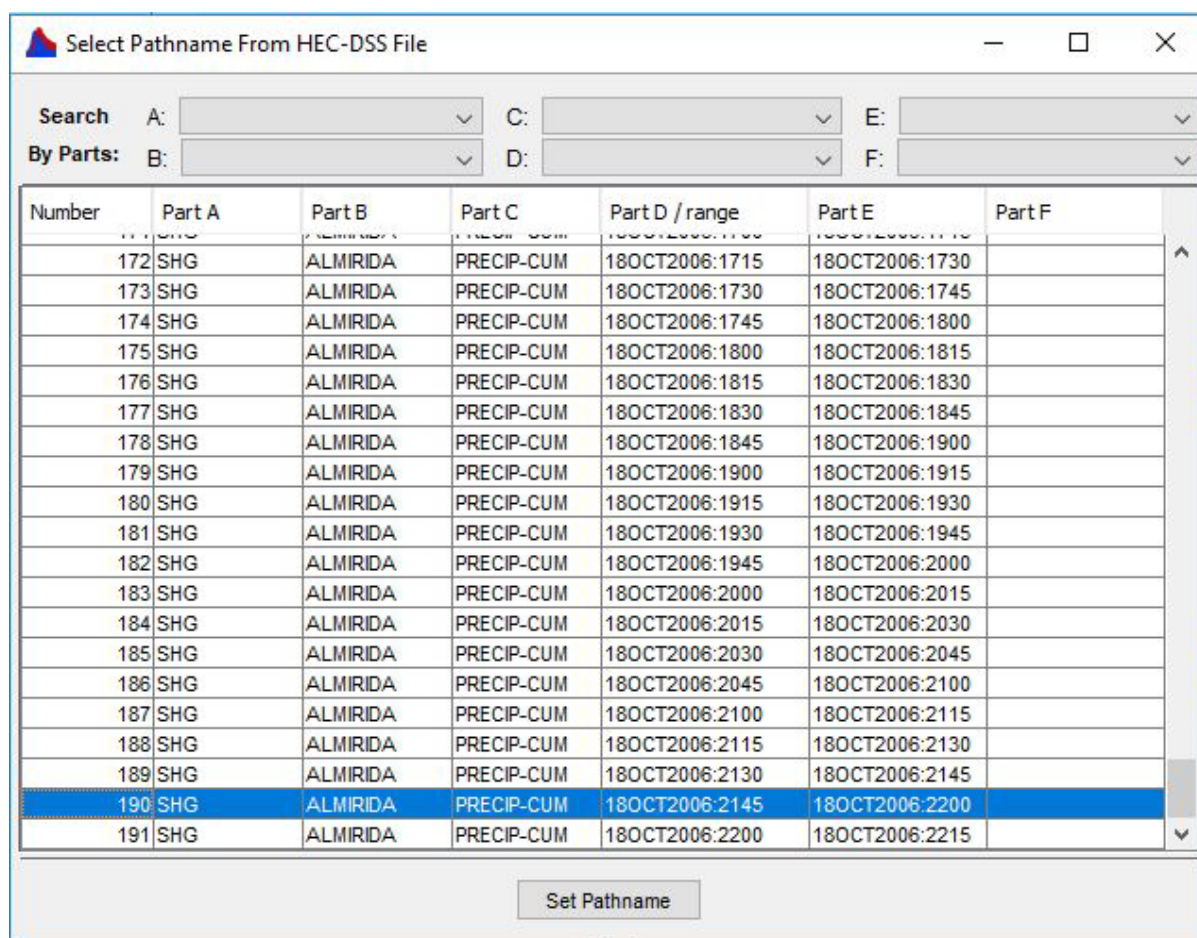 Select Pathname From HEC-DSS File
Search A: C: E:
By Parts: B: D: F:
Number Part A Part B Part C Part D / range Part E Part F
172 SHG ALMIRIDA PRECIP-CUM 18OCT2006:1715 18OCT2006:1730
173 SHG ALMIRIDA PRECIP-CUM 18OCT2006:1730 18OCT2006:1745
174 SHG ALMIRIDA PRECIP-CUM 18OCT2006:1745 18OCT2006:1800
175 SHG ALMIRIDA PRECIP-CUM 18OCT2006:1800 18OCT2006:1815
176 SHG ALMIRIDA PRECIP-CUM 18OCT2006:1815 18OCT2006:1830
177 SHG ALMIRIDA PRECIP-CUM 18OCT2006:1830 18OCT2006:1845
178 SHG ALMIRIDA PRECIP-CUM 18OCT2006:1845 18OCT2006:1900
179 SHG ALMIRIDA PRECIP-CUM 18OCT2006:1900 18OCT2006:1915
180 SHG ALMIRIDA PRECIP-CUM 18OCT2006:1915 18OCT2006:1930
181 SHG ALMIRIDA PRECIP-CUM 18OCT2006:1930 18OCT2006:1945
182 SHG ALMIRIDA PRECIP-CUM 18OCT2006:1945 18OCT2006:2000
183 SHG ALMIRIDA PRECIP-CUM 18OCT2006:2000 18OCT2006:2015
184 SHG ALMIRIDA PRECIP-CUM 18OCT2006:2015 18OCT2006:2030
185 SHG ALMIRIDA PRECIP-CUM 18OCT2006:2030 18OCT2006:2045
186 SHG ALMIRIDA PRECIP-CUM 18OCT2006:2045 18OCT2006:2100
187 SHG ALMIRIDA PRECIP-CUM 18OCT2006:2100 18OCT2006:2115
188 SHG ALMIRIDA PRECIP-CUM 18OCT2006:2115 18OCT2006:2130
189 SHG ALMIRIDA PRECIP-CUM 18OCT2006:2130 18OCT2006:2145
190 SHG ALMIRIDA PRECIP-CUM 18OCT2006:2145 18OCT2006:2200
191 SHG ALMIRIDA PRECIP-CUM 18OCT2006:2200 18OCT2006:2215
Set Pathname